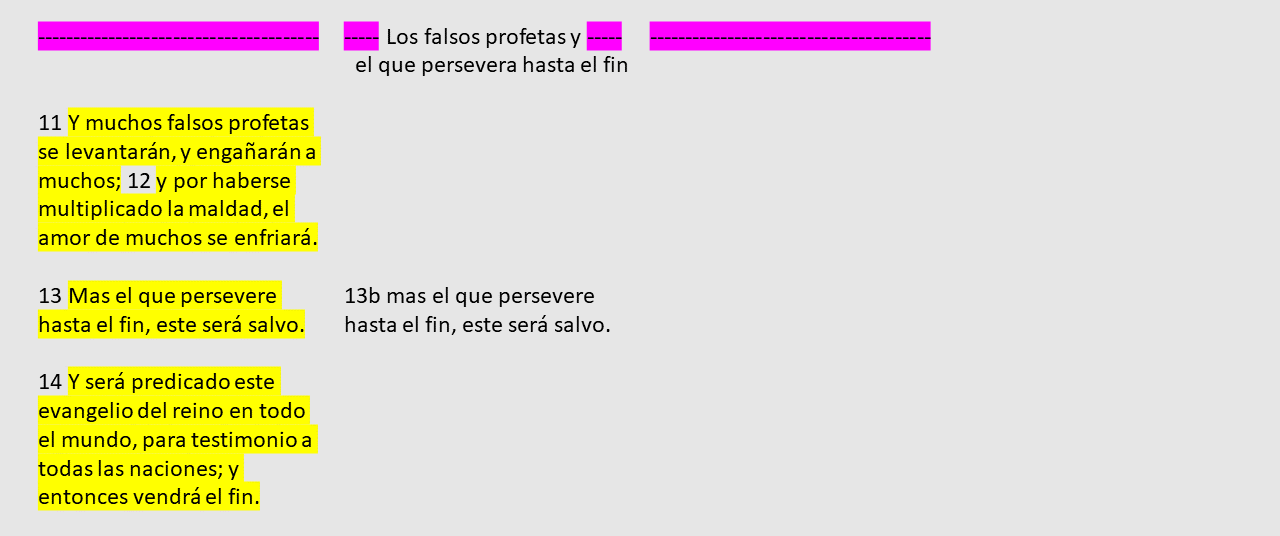 ----------------------------------------   ----- Los falsos profetas y -----   ----------------------------------------
el que persevera hasta el fin
11 Y muchos falsos profetas
se levantarán, y engañarán a
muchos; 12 y por haberse
multiplicado la maldad, el
amor de muchos se enfriará.
13 Mas el que persevere
hasta el fin, este será salvo.
13b mas el que persevere
hasta el fin, este será salvo.
14 Y será predicado este
evangelio del reino en todo
el mundo, para testimonio a
todas las naciones; y
entonces vendrá el fin.